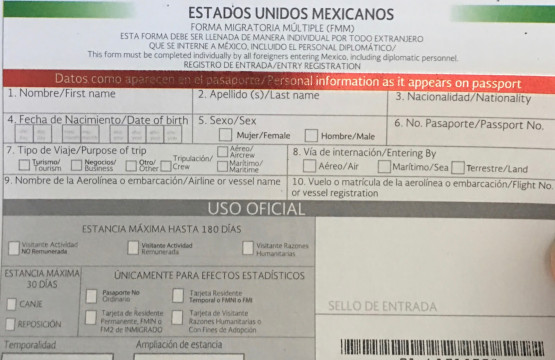 ESTADOS UNIDOS MEXICANOS
FORMA MIGRATORIA MÚLTIPLE (FMM)
ESTA FORMA DEBE SER LLENADA DE MANERA INDIVIDUAL POR TODO EXTRANJERO
QUE SE INTERNE A MÉXICO, INCLUIDO EL PERSONAL DIPLOMÁTICO/
This form must be completed individually by all foreigners entering Mexico, including diplomatic personnel.
REGISTRO DE ENTRADA/ENTRY REGISTRATION
Datos como aparecen en el pasaporte/Personal information as it appears on passport
1. Nombre/First name 2. Apellido (s)/Last name 3. Nacionalidad/Nationality
4. Fecha de Nacimiento/Date of birth 5. Sexo/Sex 6. No. Pasaporte/Passport No.
Mujer/Female Hombre/Male
7. Tipo de Viaje/Purpose of trip 8. Vía de internación/Entering By
Turismo/Tourism Negocios/Business Otro/Other Tripulación/Crew Aéreo/Aircrew Marítimo/Maritime
Aéreo/Air Marítimo/Sea Terrestre/Land
9. Nombre de la Aerolínea o embarcación/Airline or vessel name 10. Vuelo o matrícula de la aerolínea o embarcación/Flight No.
or vessel registration
USO OFICIAL
ESTANCIA MÁXIMA HASTA 180 DÍAS
Visitante Actividad NO Remunerada Visitante Actividad Remunerada Visitante Razones Humanitarias
ESTANCIA MÁXIMA
30 DÍAS
CANJE
REPOSICIÓN
ÚNICAMENTE PARA EFECTOS ESTADÍSTICOS
Pasaporte No Ordinario
Tarjeta Residente Temporal o FMNI o FMI
Tarjeta de Residente Permanente, FMIN o FM2 de INMIGRADO
Tarjeta de Visitante Razones Humanitarias o Con Fines de Adopción
SELLO DE ENTRADA
Temporalidad Ampliación de estancia